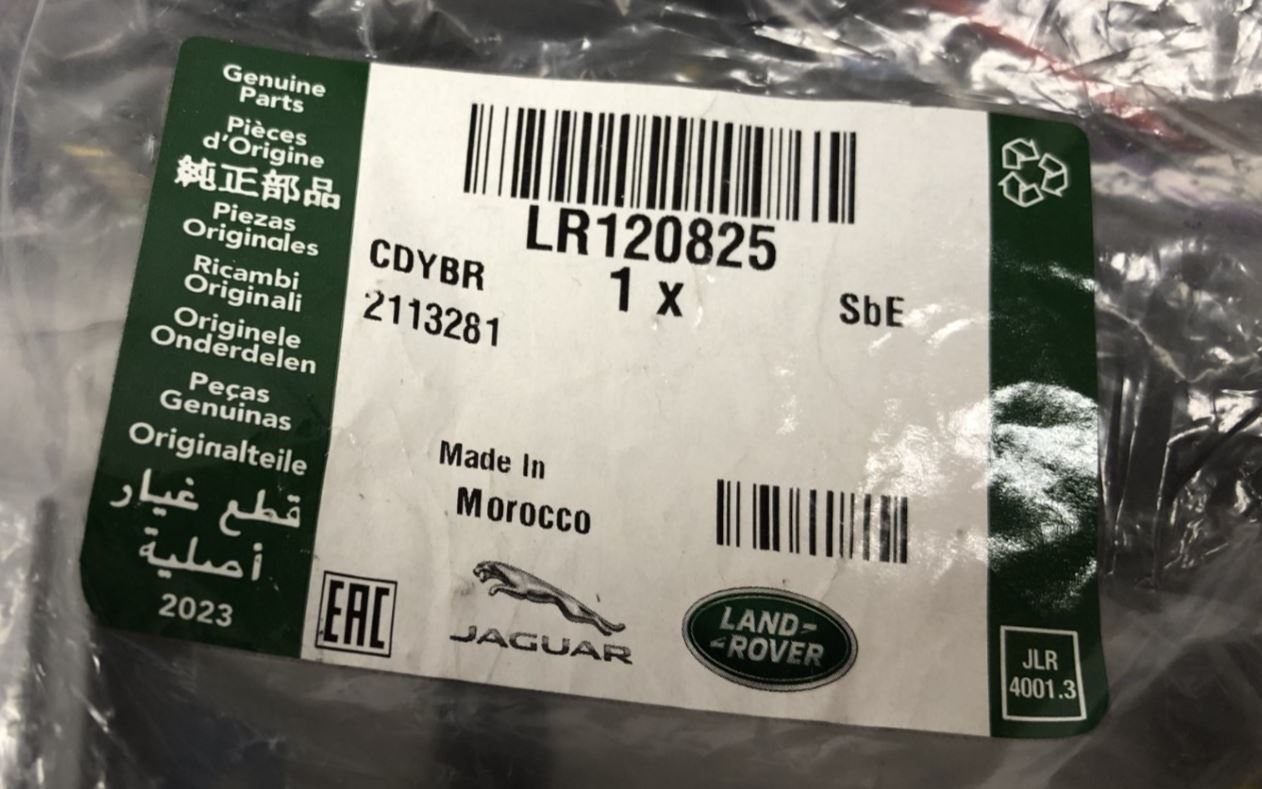 Genuine
Parts
Pièces
d'Origine
純正部品
Piezas
Originales
Ricambi
Originali
Originele
Onderdelen
Peças
Genuinas
Originalteile
قطع غيار
أصلية
2023
LR120825
CDYBR
1 x
SbE
2113281
Made In
Morocco
EAC
JAGUAR
LAND-
-ROVER
JLR
4001.3